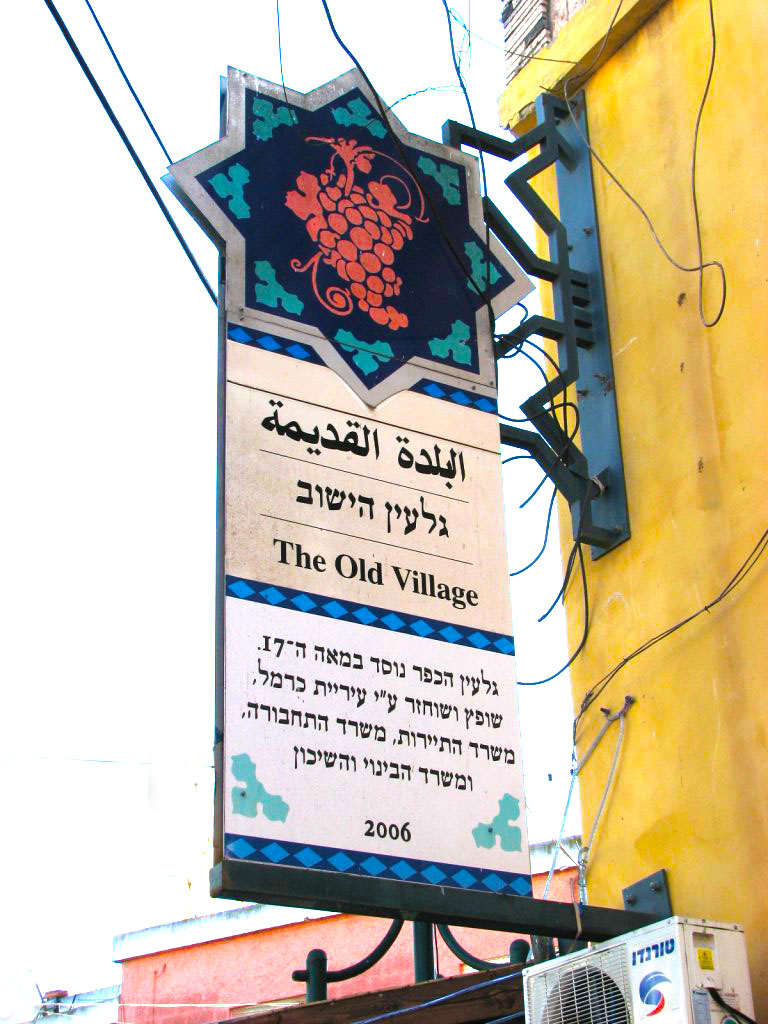 البلدة القديمة
גלעין הישוב
The Old Village
גלעין הכפר נוסד במאה ה־17.
שופץ ושוחזר ע"י עיריית כרמל,
משרד התיירות, משרד התחבורה,
ומשרד הבינוי והשיכון
2006
טורנדו